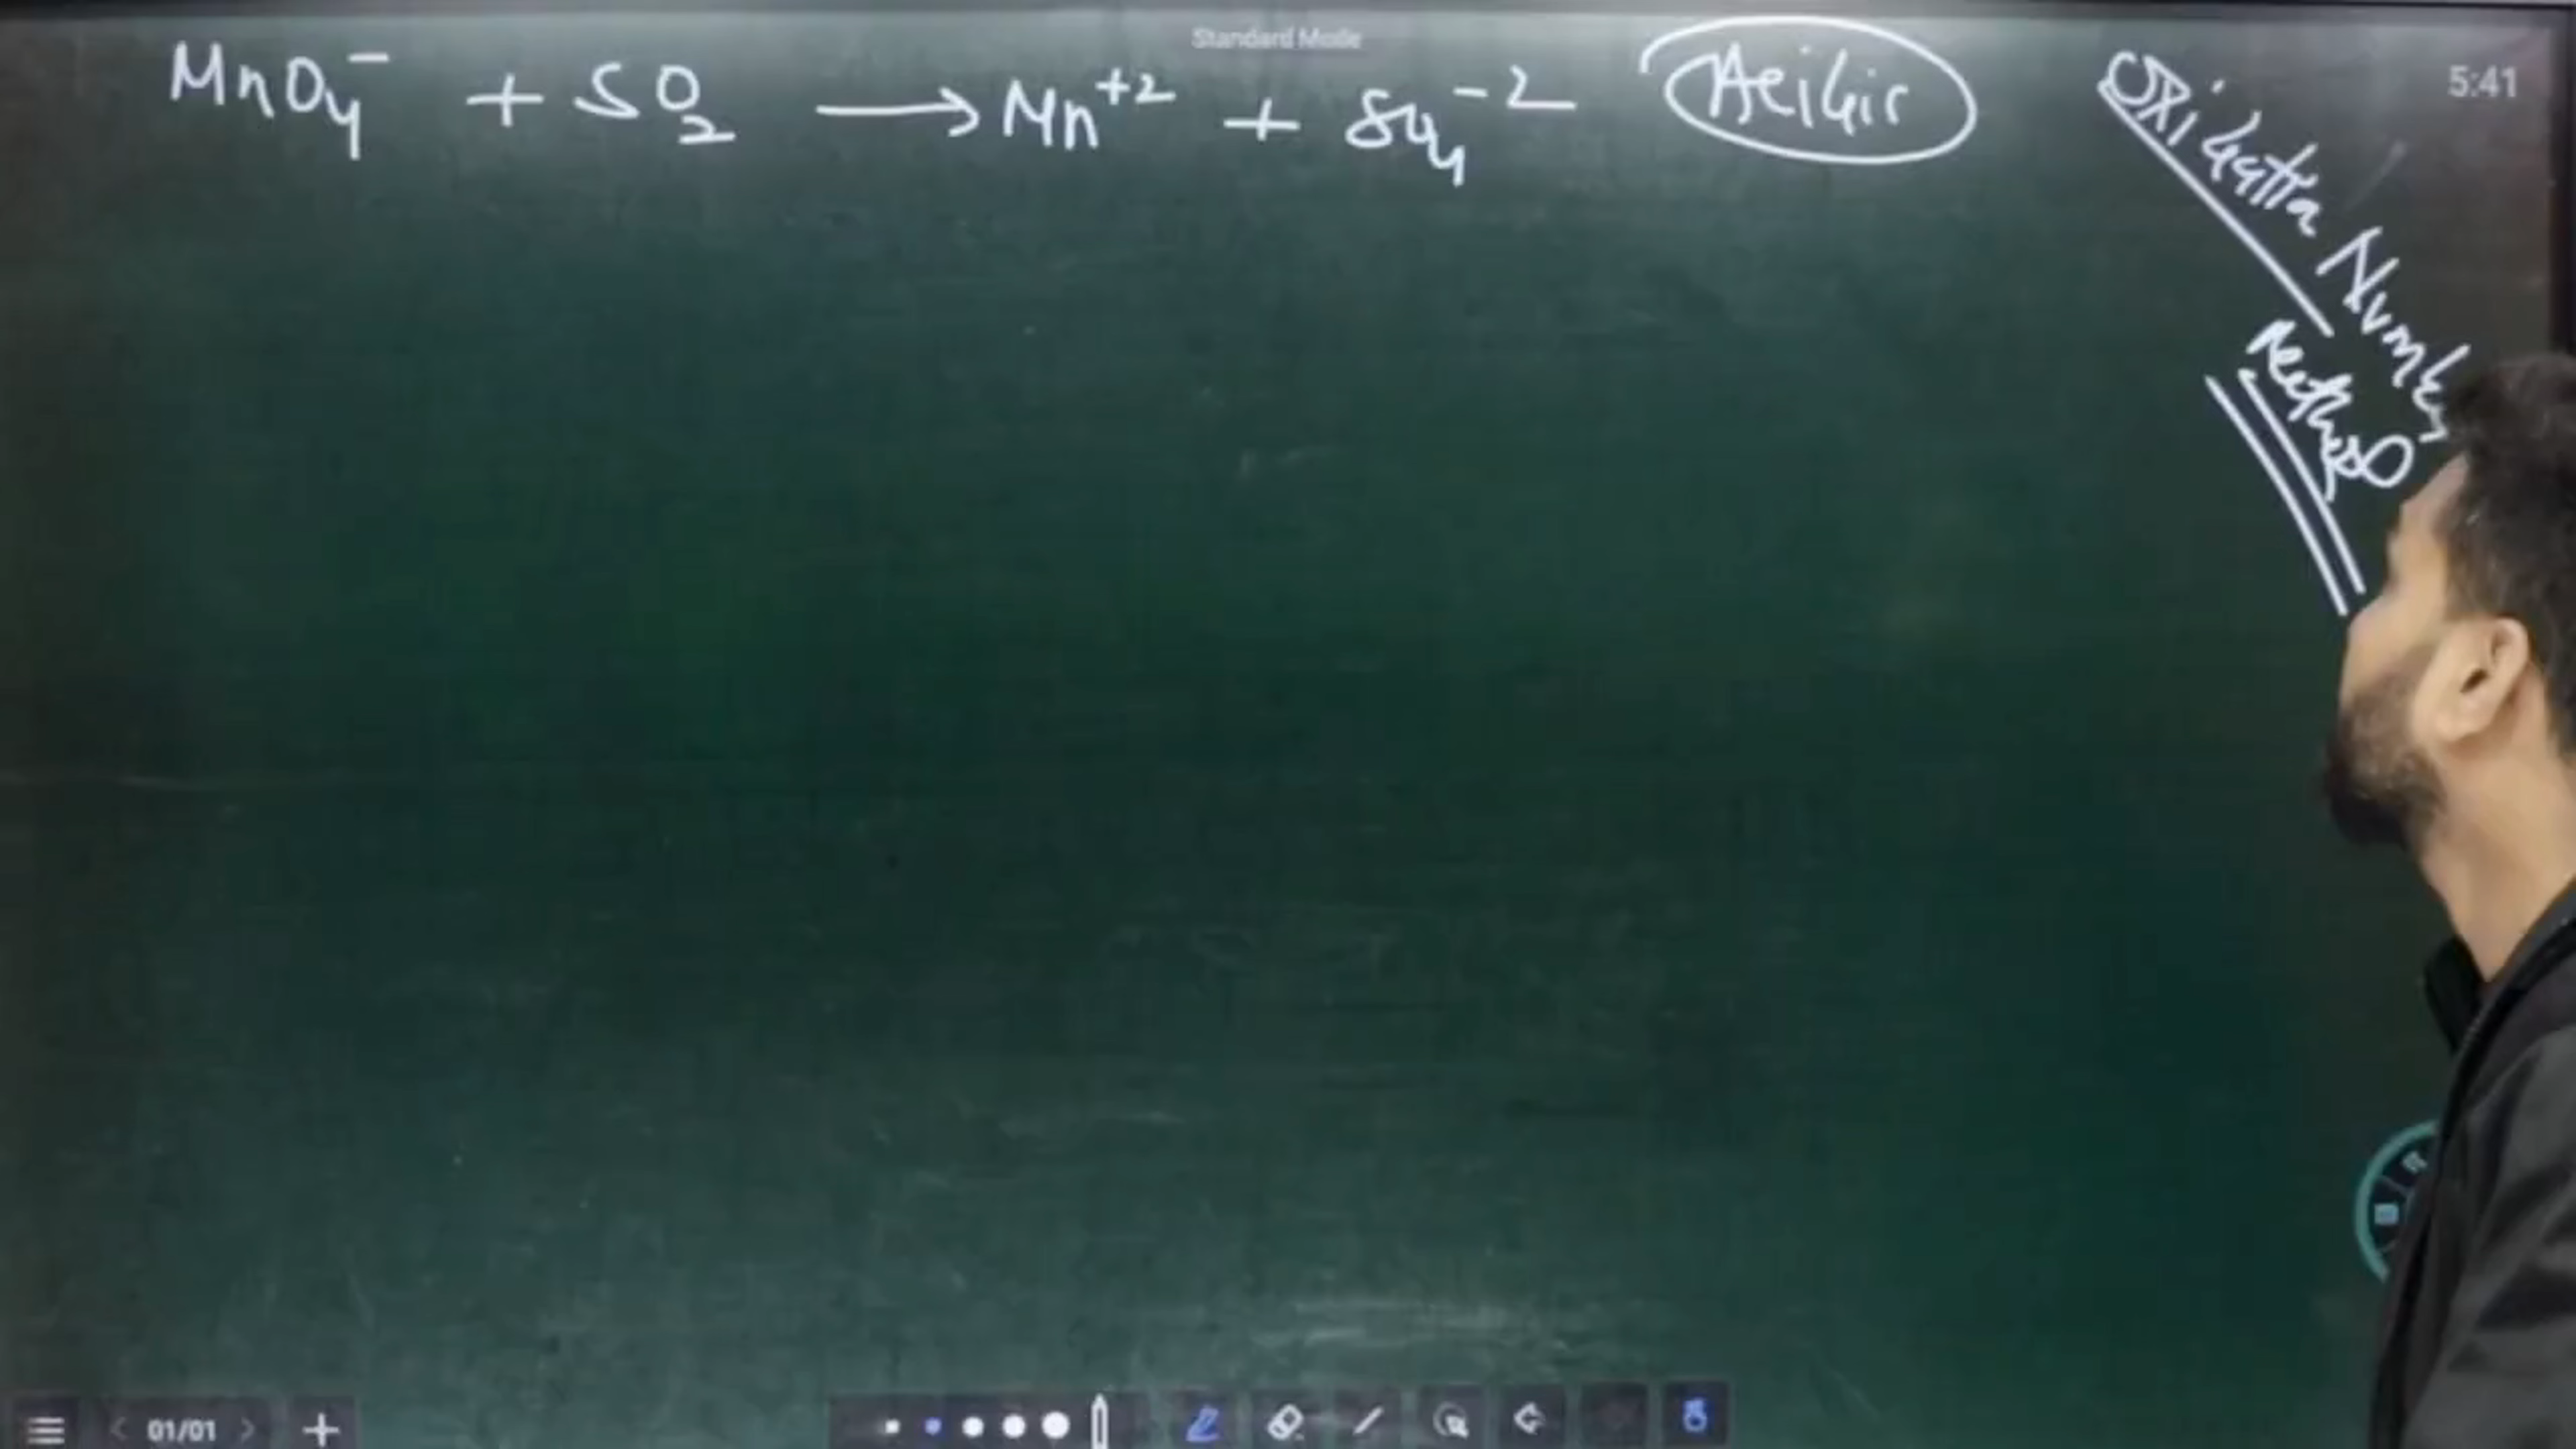 Standard Mode
MnO₄⁻ + SO₂ ⟶ Mn⁺² + SO₄⁻² Acidic
5:41
Oxidation Number
Method
01/01